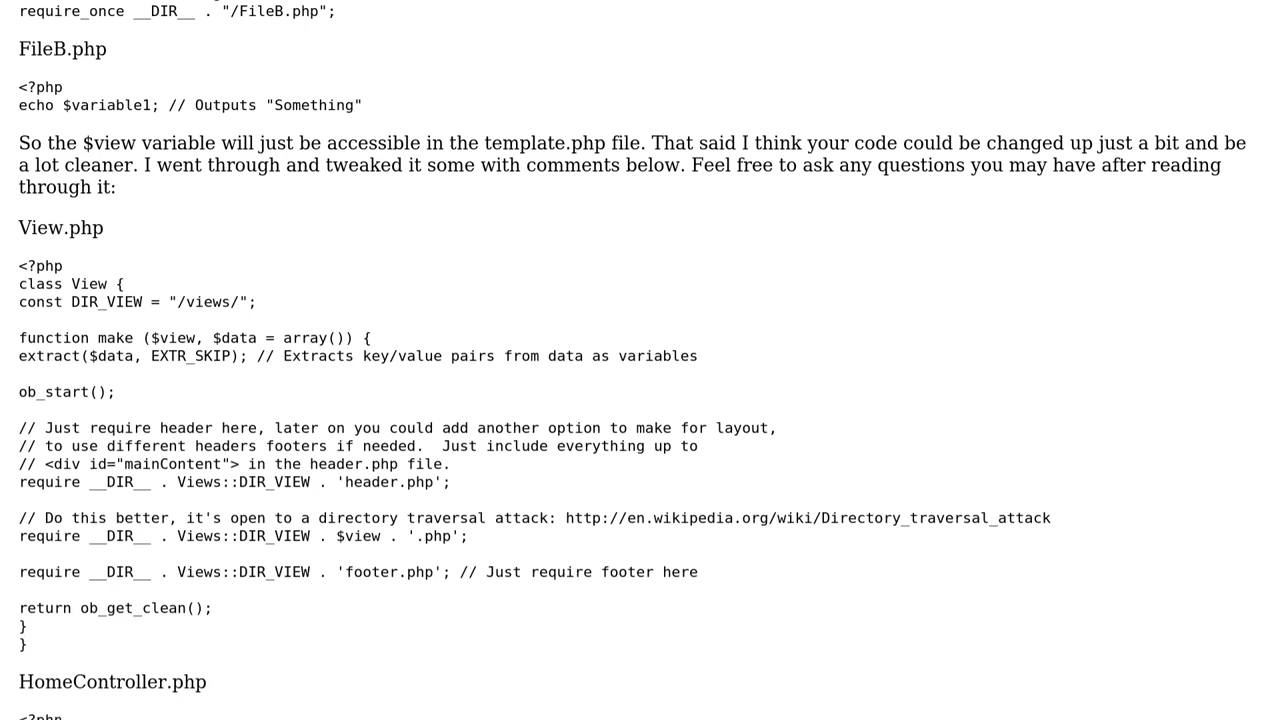 require_once __DIR__ . "/FileB.php";
FileB.php
<?php
echo $variable1; // Outputs "Something"
So the $view variable will just be accessible in the template.php file. That said I think your code could be changed up just a bit and be
a lot cleaner. I went through and tweaked it some with comments below. Feel free to ask any questions you may have after reading
through it:
View.php
<?php
class View {
const DIR_VIEW = "/views/";
function make ($view, $data = array()) {
extract($data, EXTR_SKIP); // Extracts key/value pairs from data as variables
ob_start();
// Just require header here, later on you could add another option to make for layout,
// to use different headers footers if needed.  Just include everything up to
// <div id="mainContent"> in the header.php file.
require __DIR__ . Views::DIR_VIEW . 'header.php';
// Do this better, it's open to a directory traversal attack: http://en.wikipedia.org/wiki/Directory_traversal_attack
require __DIR__ . Views::DIR_VIEW . $view . '.php';
require __DIR__ . Views::DIR_VIEW . 'footer.php'; // Just require footer here
return ob_get_clean();
}
}
HomeController.php
<?php